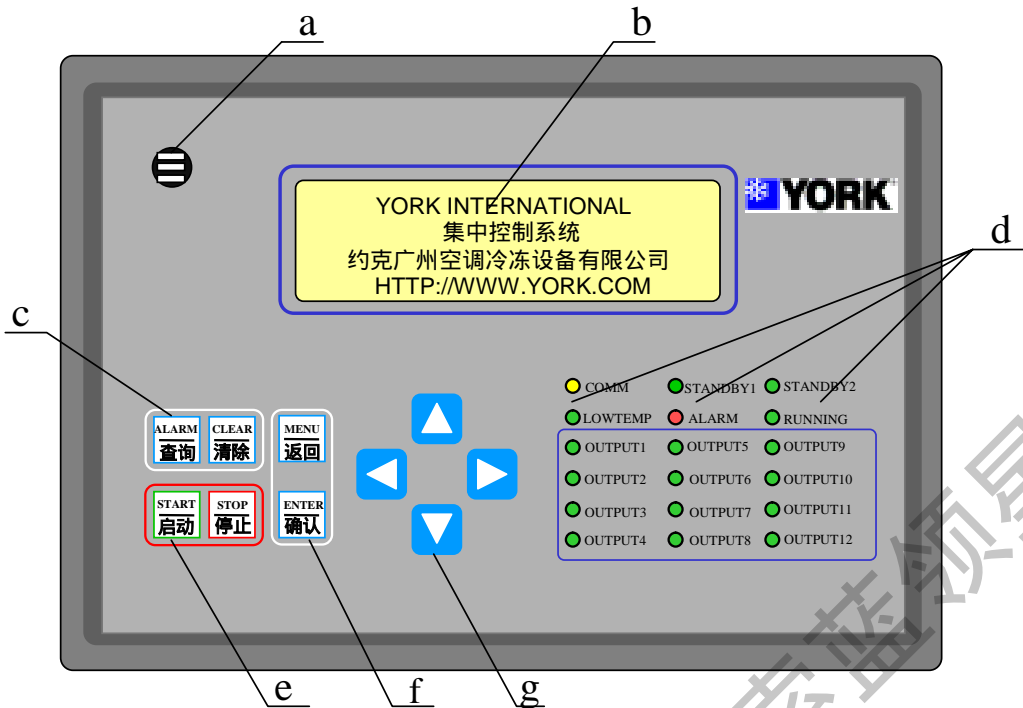 a
b
YORK INTERNATIONAL
集中控制系统
约克广州空调冷冻设备有限公司
HTTP://WWW.YORK.COM
YORK
d
c
COMM STANDBY1 STANDBY2
LOWTEMP ALARM RUNNING
OUTPUT1 OUTPUT5 OUTPUT9
OUTPUT2 OUTPUT6 OUTPUT10
OUTPUT3 OUTPUT7 OUTPUT11
OUTPUT4 OUTPUT8 OUTPUT12
ALARM CLEAR MENU
查询 清除 返回
START STOP ENTER
启动 停止 确认
e
f
g